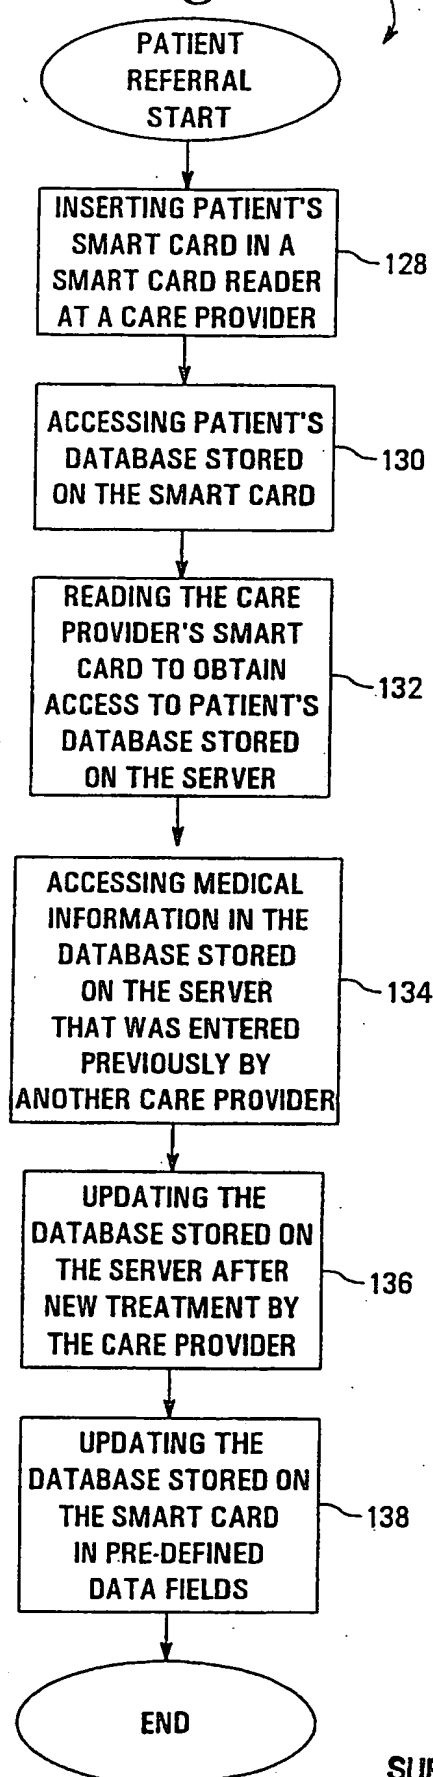 PATIENT
REFERRAL
START
INSERTING PATIENT'S
SMART CARD IN A
SMART CARD READER
AT A CARE PROVIDER
128
ACCESSING PATIENT'S
DATABASE STORED
ON THE SMART CARD
130
READING THE CARE
PROVIDER'S SMART
CARD TO OBTAIN
ACCESS TO PATIENT'S
DATABASE STORED
ON THE SERVER
132
ACCESSING MEDICAL
INFORMATION IN THE
DATABASE STORED
ON THE SERVER
THAT WAS ENTERED
PREVIOUSLY BY
ANOTHER CARE PROVIDER
134
UPDATING THE
DATABASE STORED ON
THE SERVER AFTER
NEW TREATMENT BY
THE CARE PROVIDER
136
UPDATING THE
DATABASE STORED ON
THE SMART CARD
IN PRE-DEFINED
DATA FIELDS
138
END